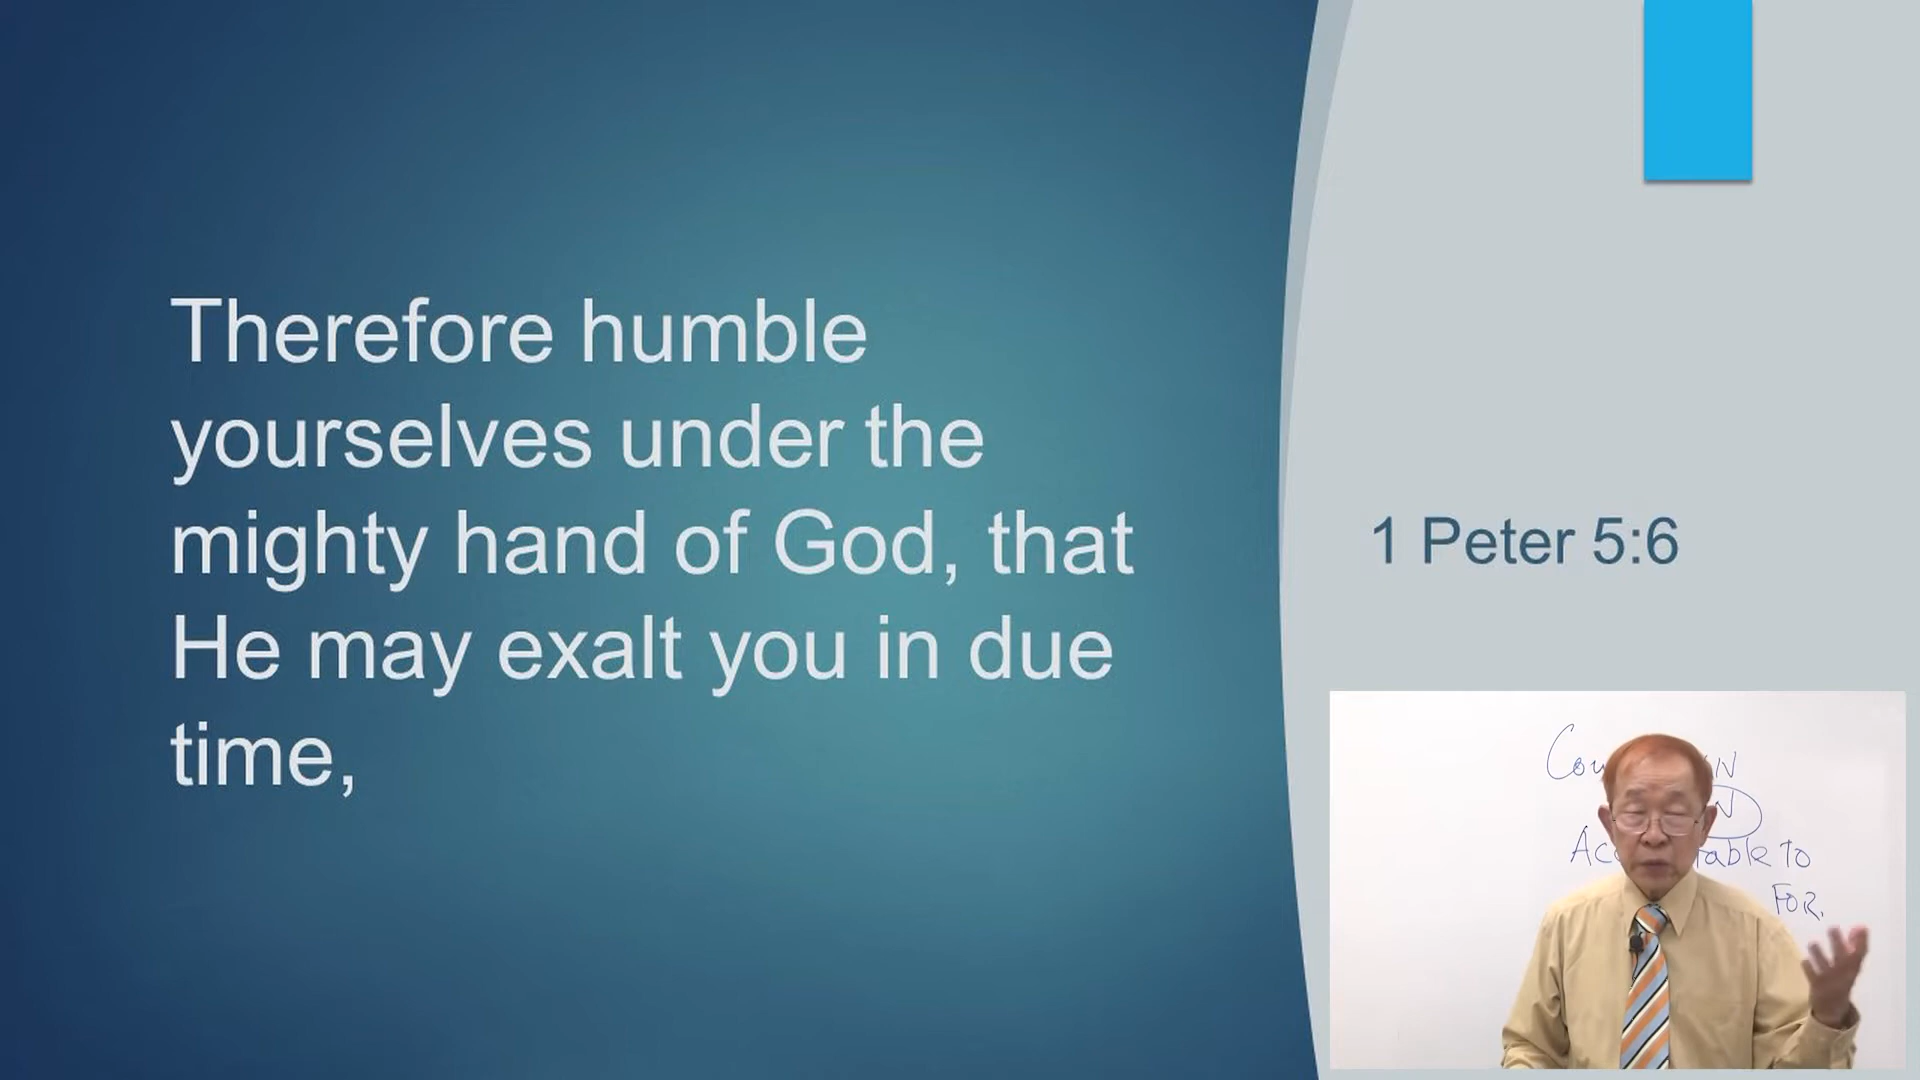 Therefore humble
yourselves under the
mighty hand of God, that
He may exalt you in due
time,
1 Peter 5:6
N
to
FOR.